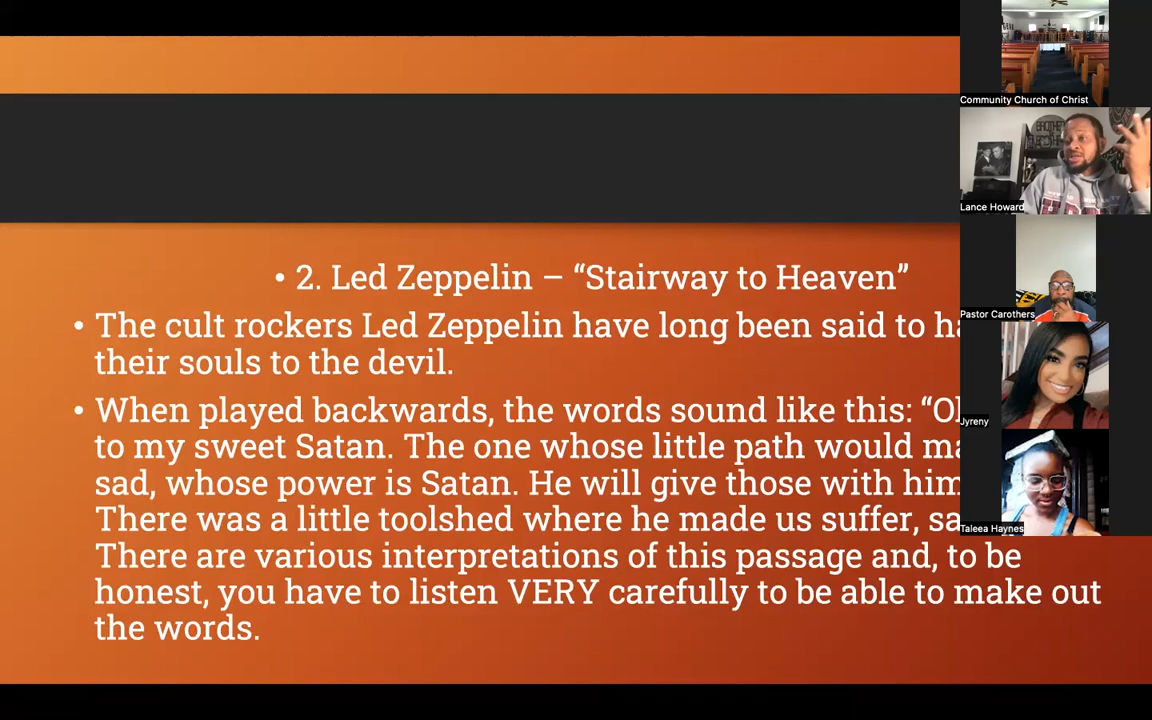 • 2. Led Zeppelin – “Stairway to Heaven”
• The cult rockers Led Zeppelin have long been said to
their souls to the devil.
• When played backwards, the words sound like this:
to my sweet Satan. The one whose little path would
sad, whose power is Satan. He will give those with him
There was a little toolshed where he made us suffer,
There are various interpretations of this passage and, to be
honest, you have to listen VERY carefully to be able to make out
the words.
Community Church of Christ
BROTHER
Lance Howard
Pastor Carothers
Jyreny
Taleea Haynes